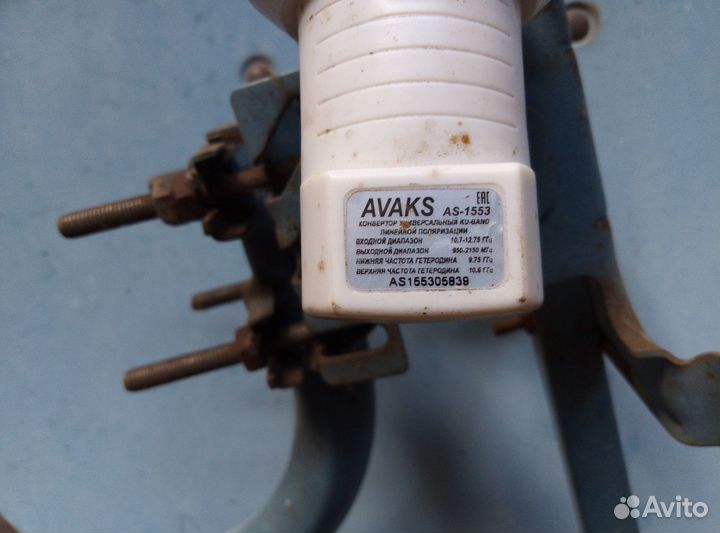 AVAKS AS-1553 EAC
КОНВЕРТОР УНИВЕРСАЛЬНЫЙ KU-BAND
ЛИНЕЙНОЙ ПОЛЯРИЗАЦИИ
ВХОДНОЙ ДИАПАЗОН 10,7-12,75 ГГц
ВЫХОДНОЙ ДИАПАЗОН 950-2150 МГц
НИЖНЯЯ ЧАСТОТА ГЕТЕРОДИНА 9.75 ГГц
ВЕРХНЯЯ ЧАСТОТА ГЕТЕРОДИНА 10.6 ГГц
AS155305839
Avito